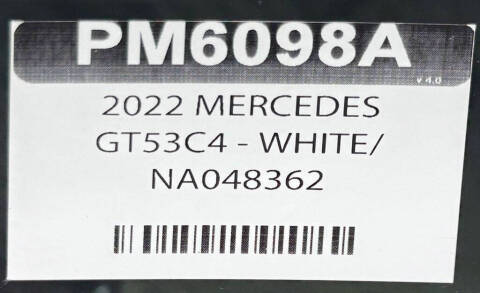 PM6098A
v 4.0
2022 MERCEDES
GT53C4 - WHITE/
NA048362